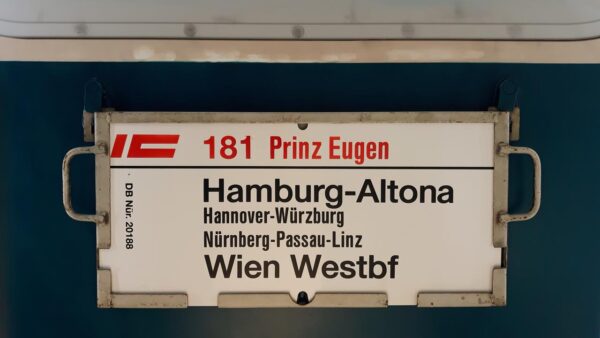 IC 181 Prinz Eugen
DB Nür. 20188
Hamburg-Altona
Hannover-Würzburg
Nürnberg-Passau-Linz
Wien Westbf